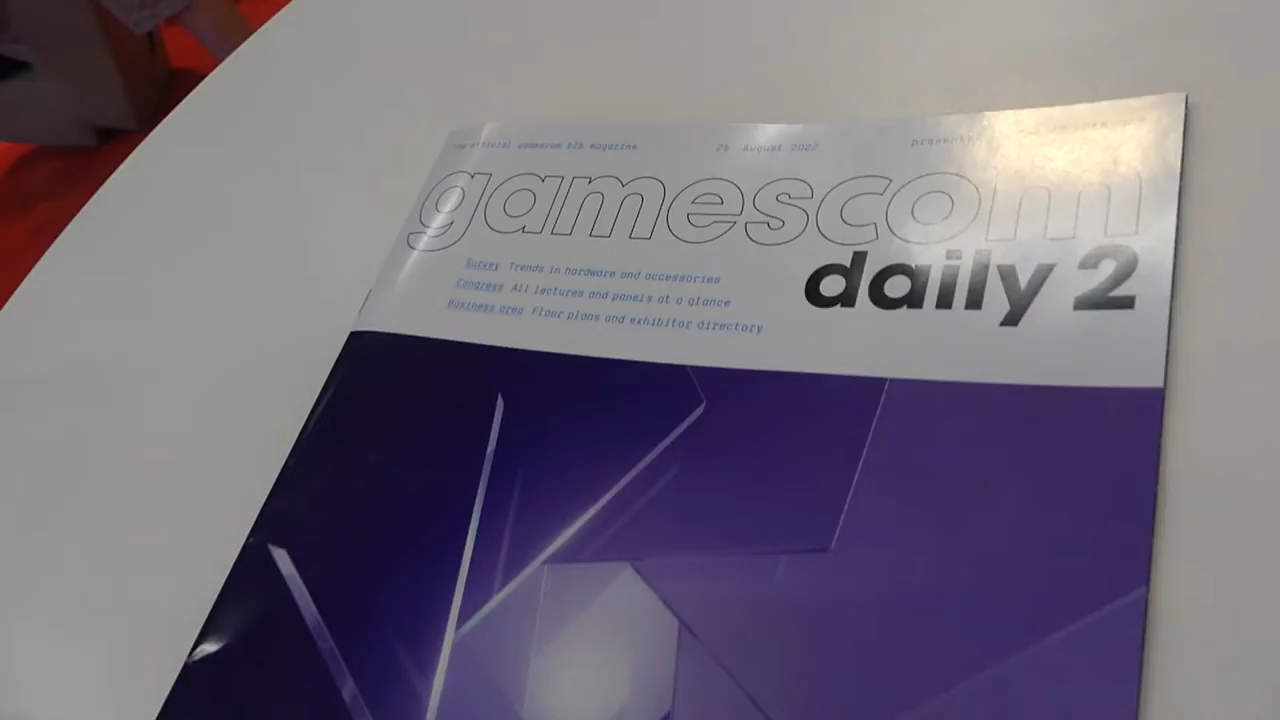 the official gamescom b2b magazine 25 August 2022
gamescom
daily 2
Survey Trends in hardware and accessories
Congress All lectures and panels at a glance
Business area Floor plans and exhibitor directory